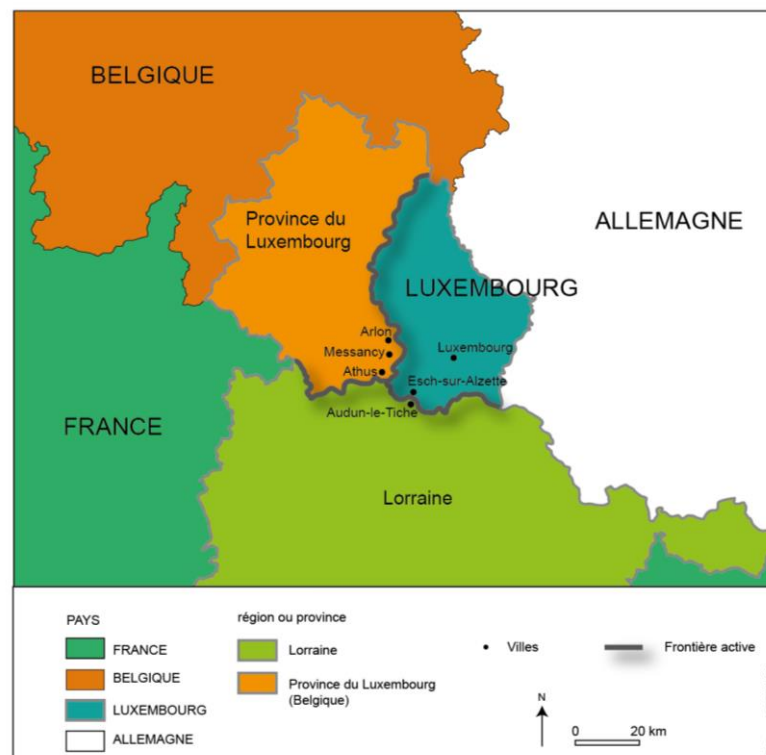 BELGIQUE
Province du
Luxembourg
ALLEMAGNE
LUXEMBOURG
Arlon
Messancy
Luxembourg
Athus
Esch-sur-Alzette
Audun-le-Tiche
FRANCE
Lorraine
PAYS
FRANCE
BELGIQUE
LUXEMBOURG
ALLEMAGNE
région ou province
Lorraine
Province du Luxembourg
(Belgique)
Villes
Frontière active
N
0 20 km